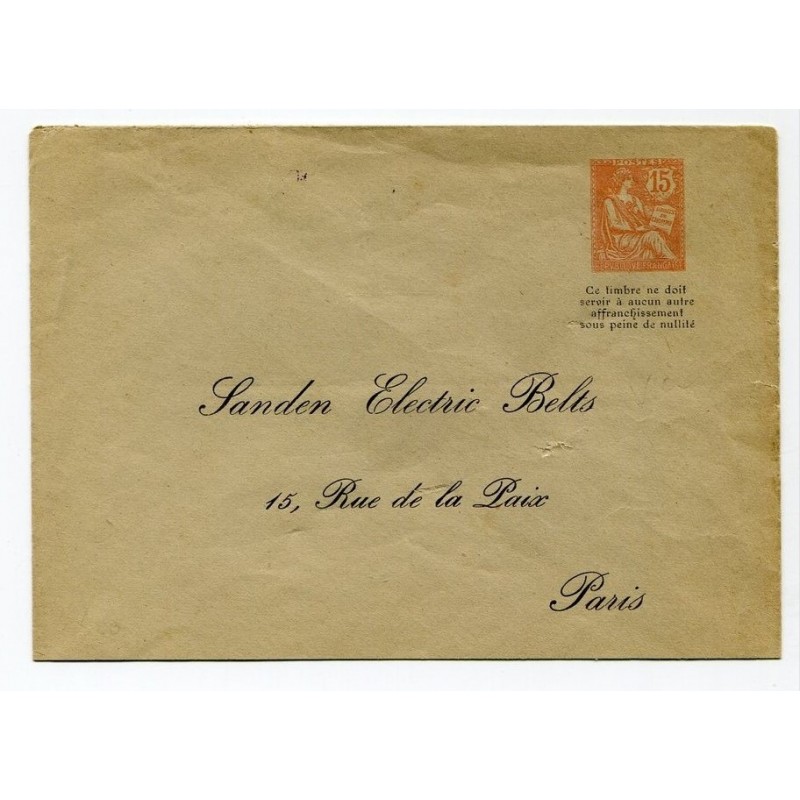 POSTES
15
Ce timbre ne doit
servir à aucun autre
affranchissement
sous peine de nullité
Sanden Electric Belts
15, Rue de la Paix
Paris